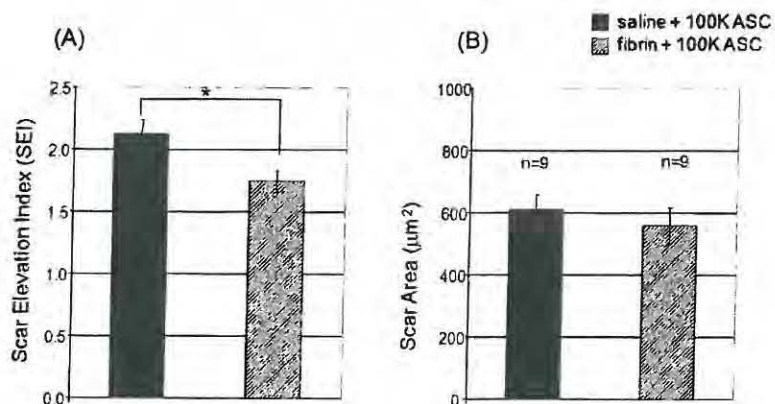 saline + 100K ASC
fibrin + 100K ASC
(A)
Scar Elevation Index (SEI)
2.5
2.0
1.5
1.0
0.5
0.0
*
(B)
Scar Area (μm²)
1000
800
600
400
200
0
n=9
n=9